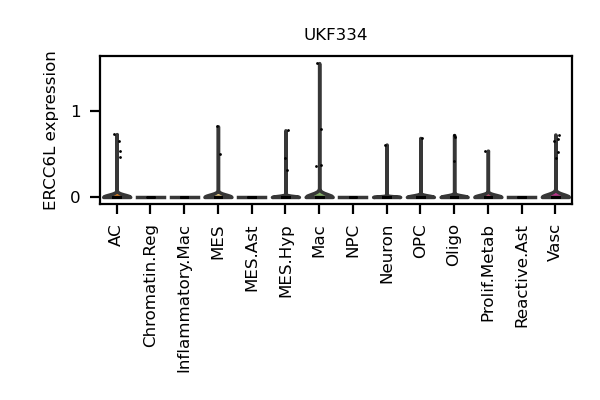 UKF334
ERCC6L expression
1
0
AC
Chromatin.Reg
Inflammatory.Mac
MES
MES.Ast
MES.Hyp
Mac
NPC
Neuron
OPC
Oligo
Prolif.Metab
Reactive.Ast
Vasc